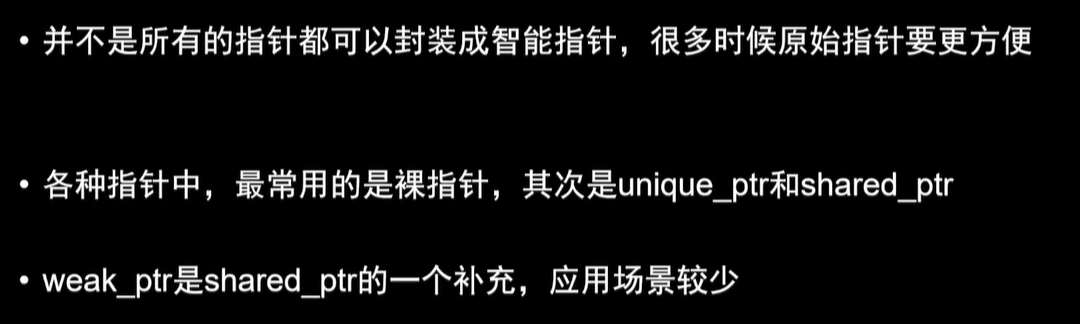 • 并不是所有的指针都可以封装成智能指针，很多时候原始指针要更方便
• 各种指针中，最常用的是裸指针，其次是unique_ptr和shared_ptr
• weak_ptr是shared_ptr的一个补充，应用场景较少